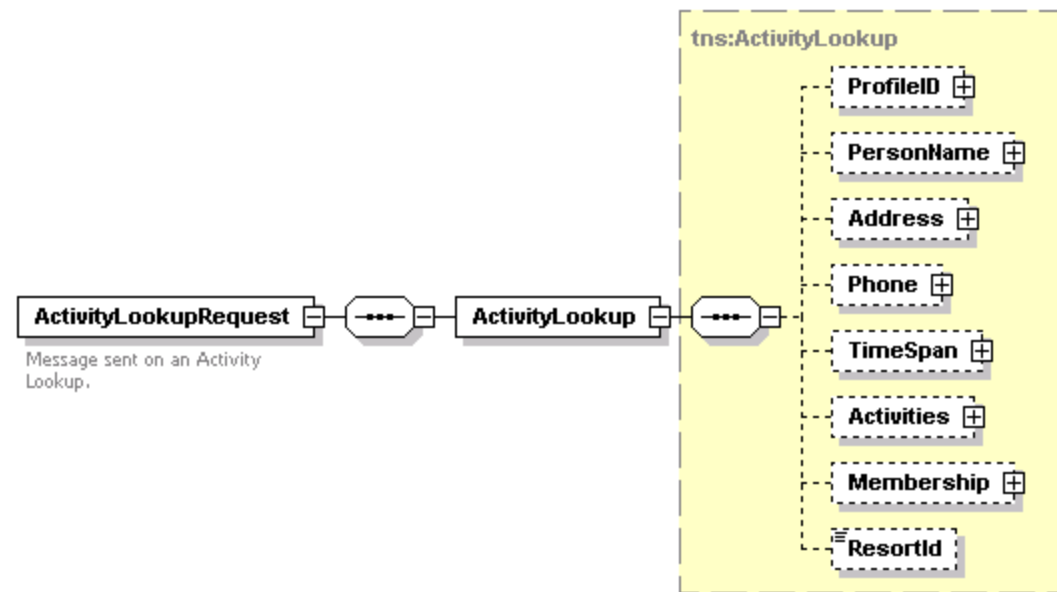 tns:ActivityLookup
ProfileID
PersonName
Address
Phone
ActivityLookupRequest
ActivityLookup
Message sent on an Activity
Lookup.
TimeSpan
Activities
Membership
ResortId